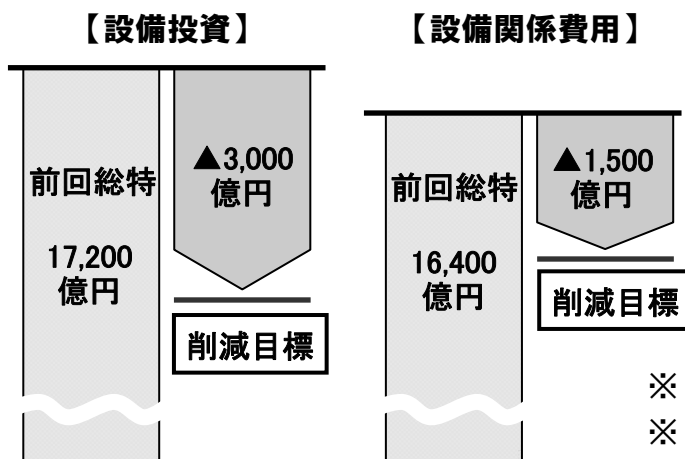 【設備投資】
【設備関係費用】
前回総特
17,200
億円
▲3,000
億円
削減目標
前回総特
16,400
億円
▲1,500
億円
削減目標
※
※